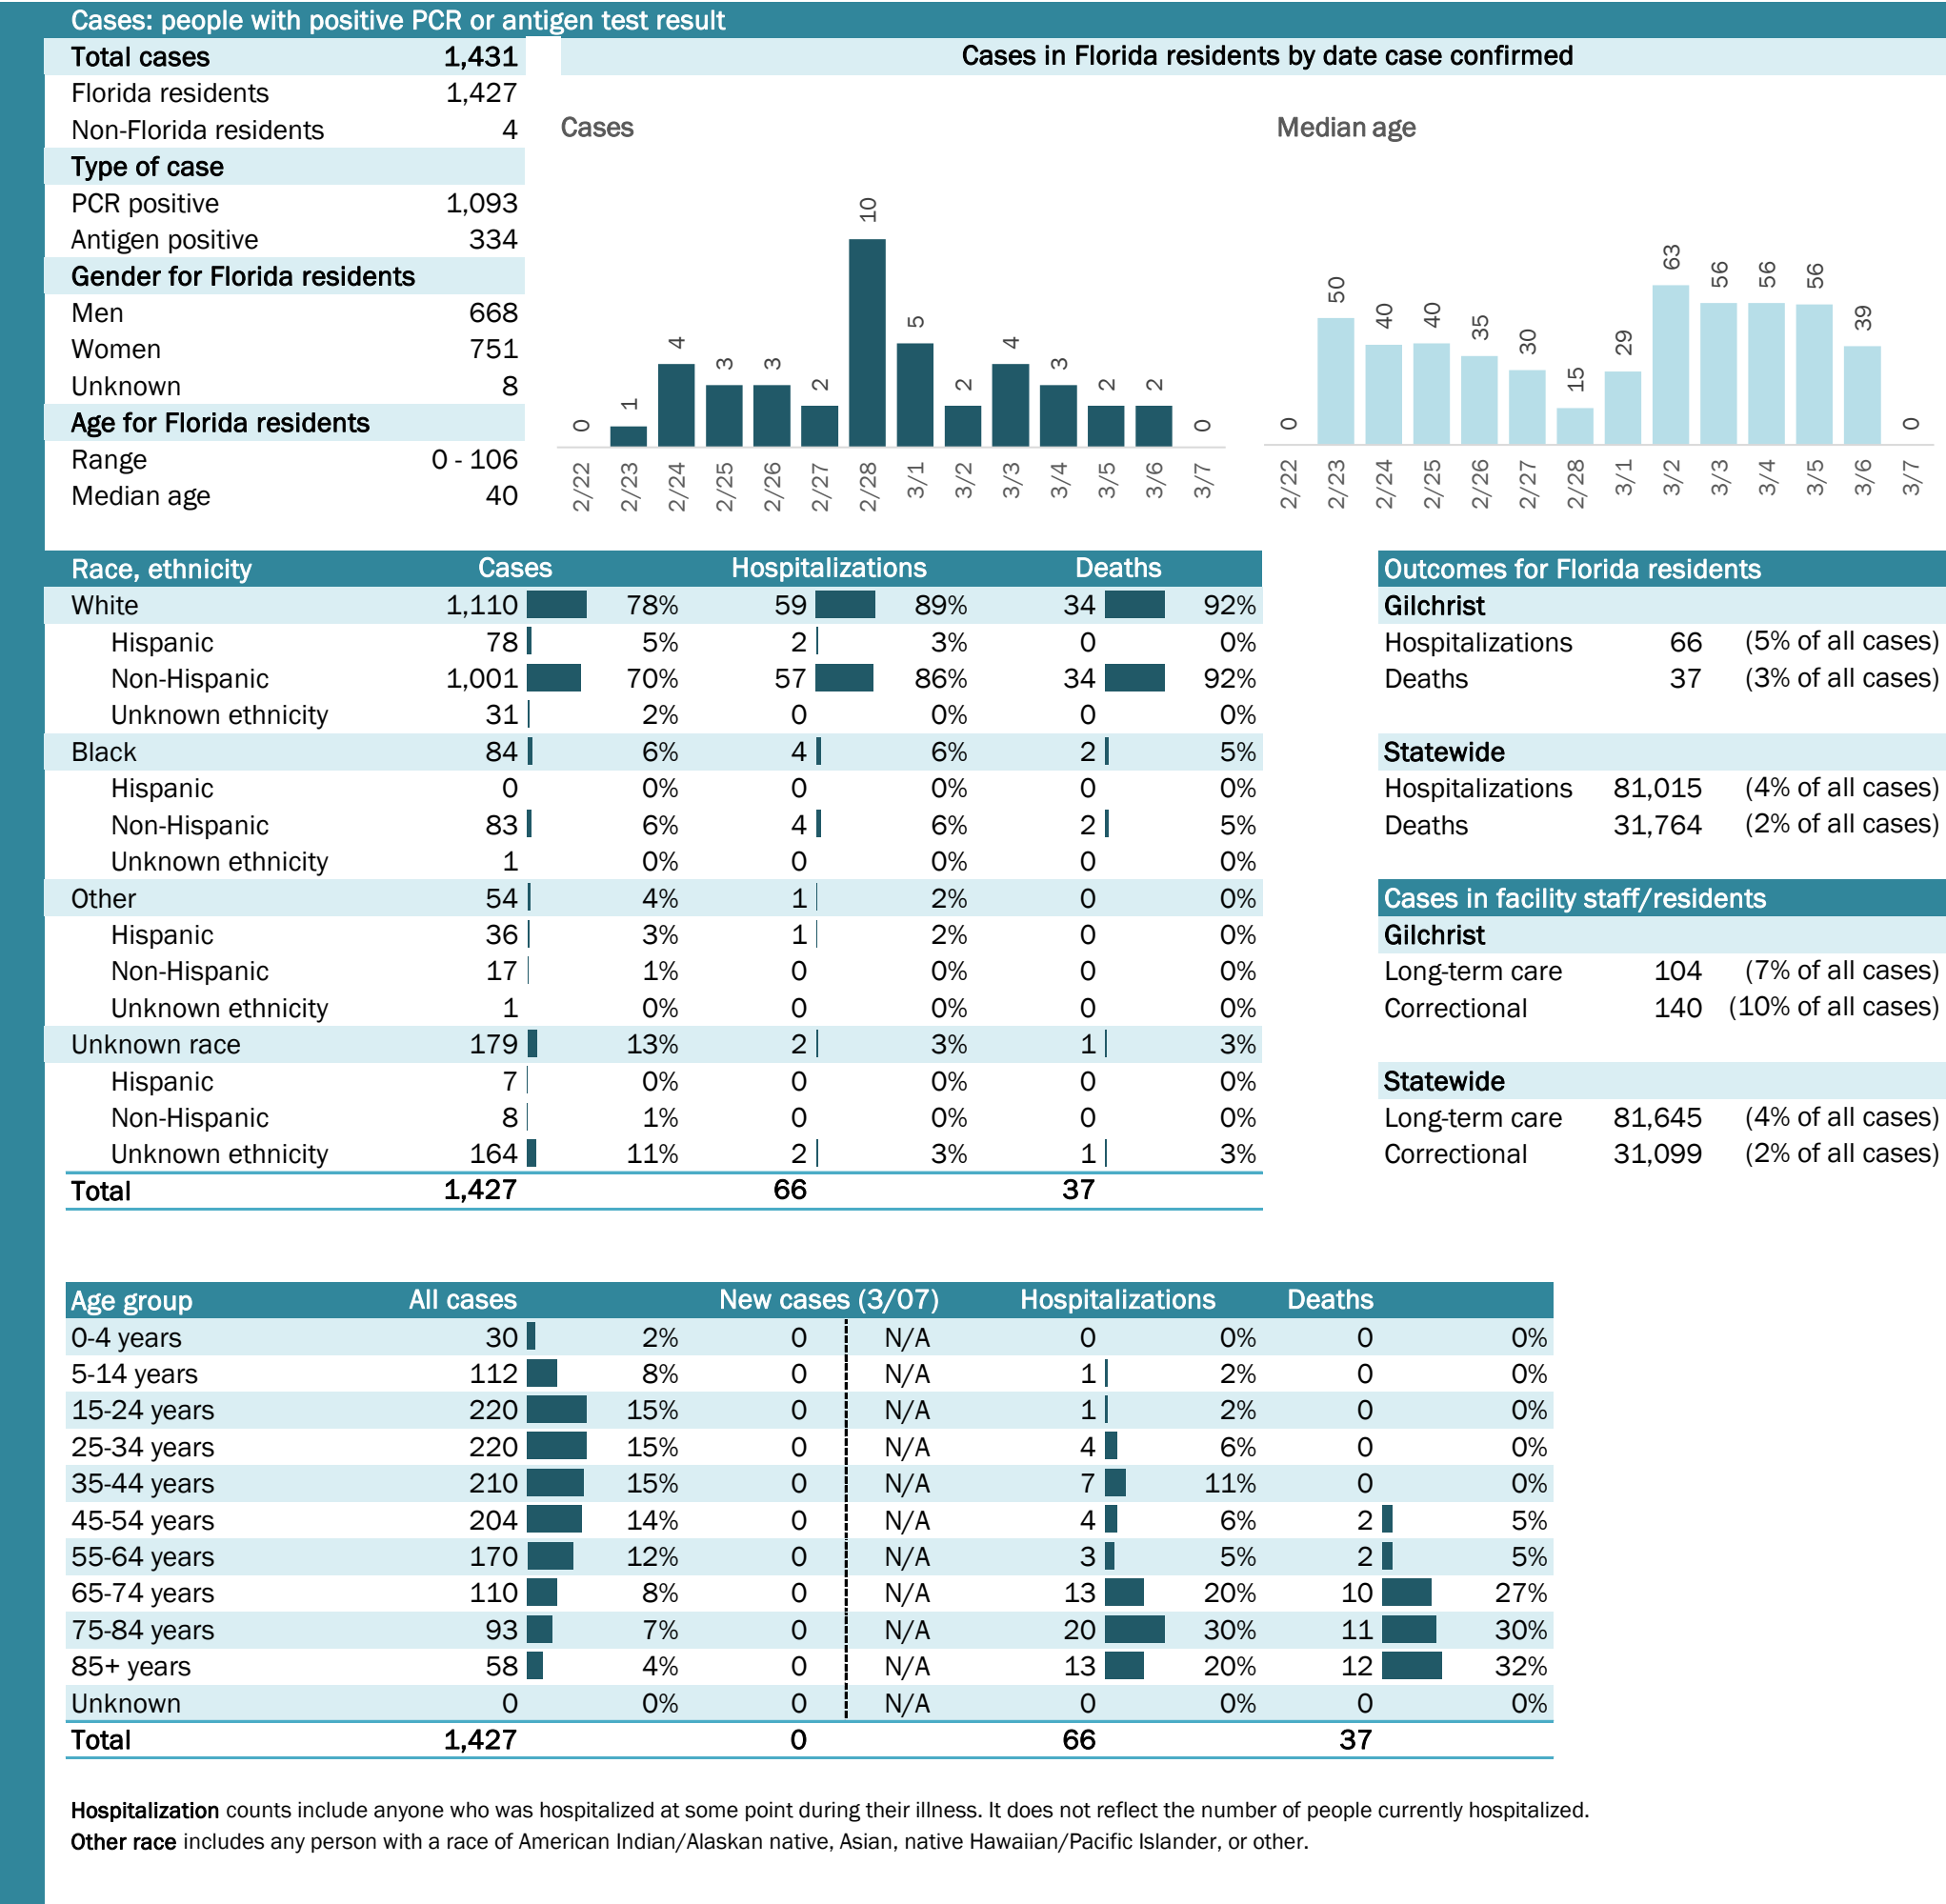 Cases: people with positive PCR or antigen test result
Total cases 1,431
Florida residents 1,427
Non-Florida residents 4
Type of case
PCR positive 1,093
Antigen positive 334
Gender for Florida residents
Men 668
Women 751
Unknown 8
Age for Florida residents
Range 0 - 106
Median age 40
Cases in Florida residents by date case confirmed
Cases
0 1 4 3 3 2 10 5 2 4 3 2 2 0
2/22 2/23 2/24 2/25 2/26 2/27 2/28 3/1 3/2 3/3 3/4 3/5 3/6 3/7
Median age
0 50 40 40 35 30 15 29 63 56 56 56 39 0
2/22 2/23 2/24 2/25 2/26 2/27 2/28 3/1 3/2 3/3 3/4 3/5 3/6 3/7
Race, ethnicity Cases Hospitalizations Deaths
White 1,110 78% 59 89% 34 92%
Hispanic 78 5% 2 3% 0 0%
Non-Hispanic 1,001 70% 57 86% 34 92%
Unknown ethnicity 31 2% 0 0% 0 0%
Black 84 6% 4 6% 2 5%
Hispanic 0 0% 0 0% 0 0%
Non-Hispanic 83 6% 4 6% 2 5%
Unknown ethnicity 1 0% 0 0% 0 0%
Other 54 4% 1 2% 0 0%
Hispanic 36 3% 1 2% 0 0%
Non-Hispanic 17 1% 0 0% 0 0%
Unknown ethnicity 1 0% 0 0% 0 0%
Unknown race 179 13% 2 3% 1 3%
Hispanic 7 0% 0 0% 0 0%
Non-Hispanic 8 1% 0 0% 0 0%
Unknown ethnicity 164 11% 2 3% 1 3%
Total 1,427 66 37
Outcomes for Florida residents
Gilchrist
Hospitalizations 66 (5% of all cases)
Deaths 37 (3% of all cases)
Statewide
Hospitalizations 81,015 (4% of all cases)
Deaths 31,764 (2% of all cases)
Cases in facility staff/residents
Gilchrist
Long-term care 104 (7% of all cases)
Correctional 140 (10% of all cases)
Statewide
Long-term care 81,645 (4% of all cases)
Correctional 31,099 (2% of all cases)
Age group All cases New cases (3/07) Hospitalizations Deaths
0-4 years 30 2% 0 N/A 0 0% 0 0%
5-14 years 112 8% 0 N/A 1 2% 0 0%
15-24 years 220 15% 0 N/A 1 2% 0 0%
25-34 years 220 15% 0 N/A 4 6% 0 0%
35-44 years 210 15% 0 N/A 7 11% 0 0%
45-54 years 204 14% 0 N/A 4 6% 2 5%
55-64 years 170 12% 0 N/A 3 5% 2 5%
65-74 years 110 8% 0 N/A 13 20% 10 27%
75-84 years 93 7% 0 N/A 20 30% 11 30%
85+ years 58 4% 0 N/A 13 20% 12 32%
Unknown 0 0% 0 N/A 0 0% 0 0%
Total 1,427 0 66 37
Hospitalization counts include anyone who was hospitalized at some point during their illness. It does not reflect the number of people currently hospitalized.
Other race includes any person with a race of American Indian/Alaskan native, Asian, native Hawaiian/Pacific Islander, or other.